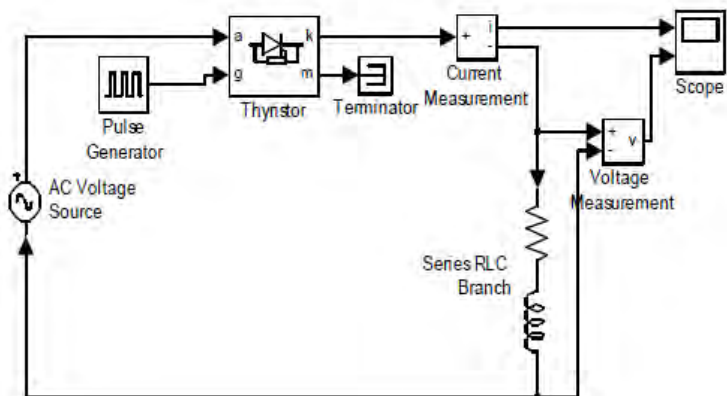 a
k
g
m
Thyristor
Pulse
Generator
Terminator
+
i
-
Current
Measurement
Scope
+
-
v
Voltage
Measurement
+
AC Voltage
Source
Series RLC
Branch